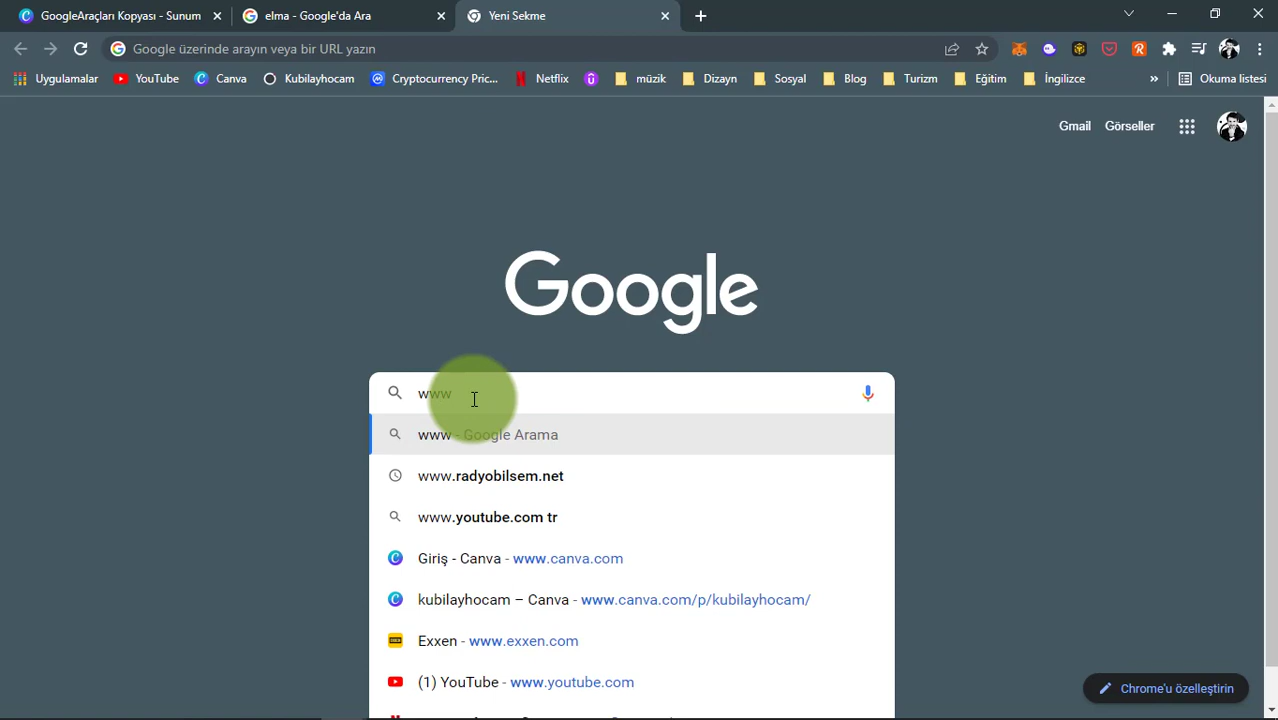 GoogleAraçları Kopyası - Sunum
elma - Google'da Ara
Yeni Sekme
Google üzerinde arayın veya bir URL yazın
Uygulamalar
YouTube
Canva
Kubilayhocam
Cryptocurrency Pric...
Netflix
müzik
Dizayn
Sosyal
Blog
Turizm
Eğitim
İngilizce
»
Okuma listesi
Gmail
Görseller
Google
www
www - Google Arama
www.radyobilsem.net
www.youtube.com tr
Giriş - Canva - www.canva.com
kubilayhocam – Canva - www.canva.com/p/kubilayhocam/
Exxen - www.exxen.com
(1) YouTube - www.youtube.com
Chrome'u özelleştirin